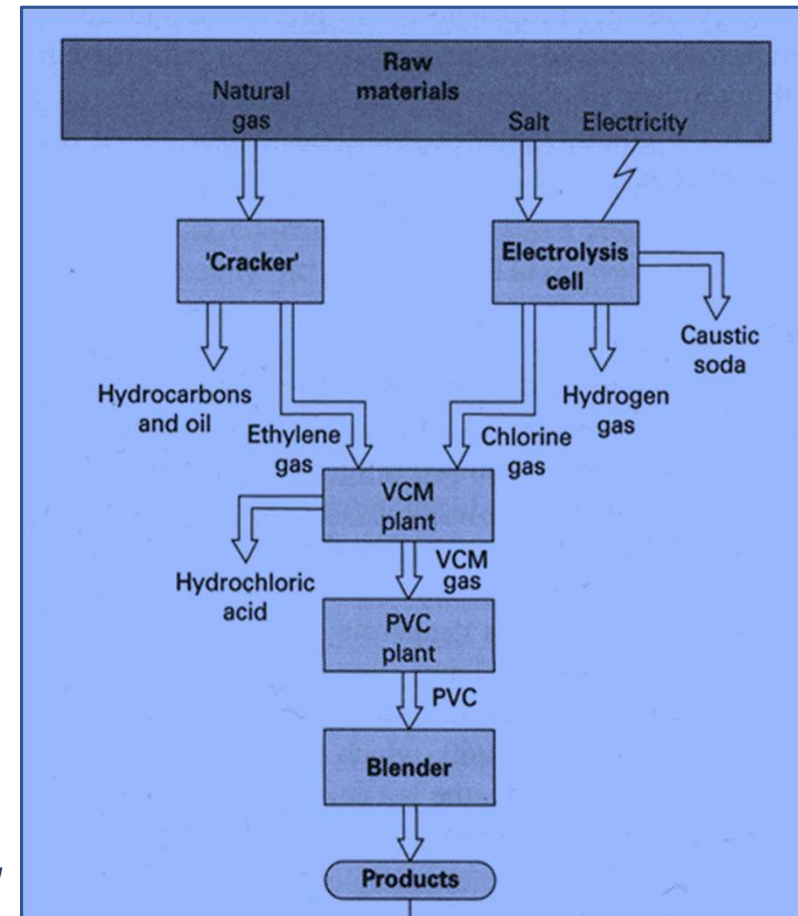 Raw
materials
Natural
gas
Salt
Electricity
'Cracker'
Electrolysis
cell
Caustic
soda
Hydrocarbons
and oil
Hydrogen
gas
Ethylene
gas
Chlorine
gas
VCM
plant
VCM
gas
Hydrochloric
acid
PVC
plant
PVC
Blender
Products